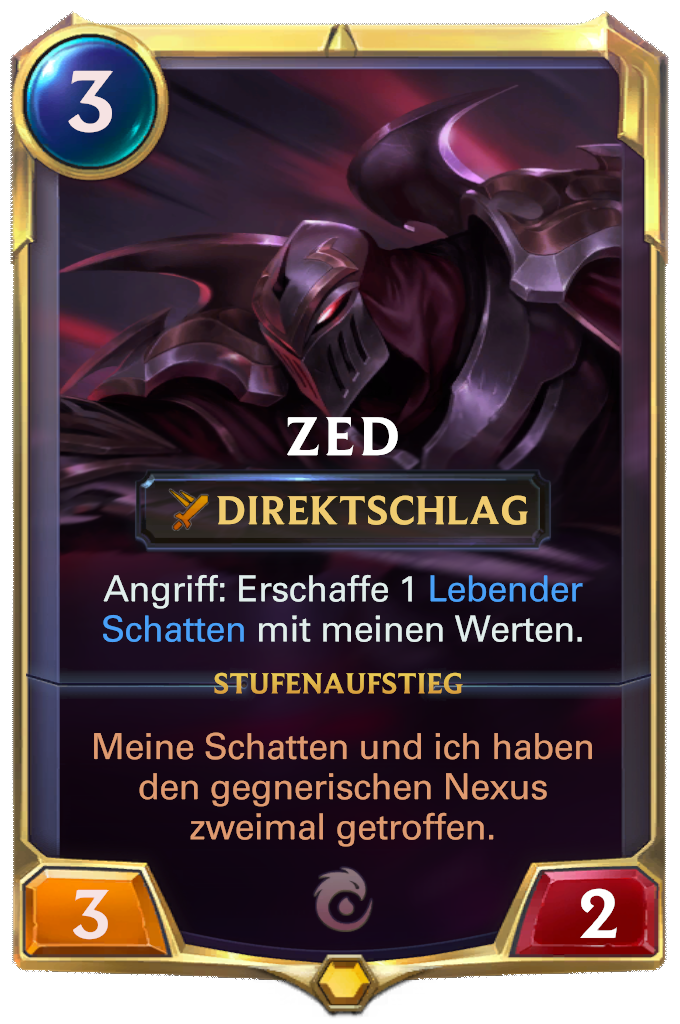 3
ZED
DIREKTSCHLAG
Angriff: Erschaffe 1 Lebender
Schatten mit meinen Werten.
STUFENAUFSTIEG
Meine Schatten und ich haben
den gegnerischen Nexus
zweimal getroffen.
3
2